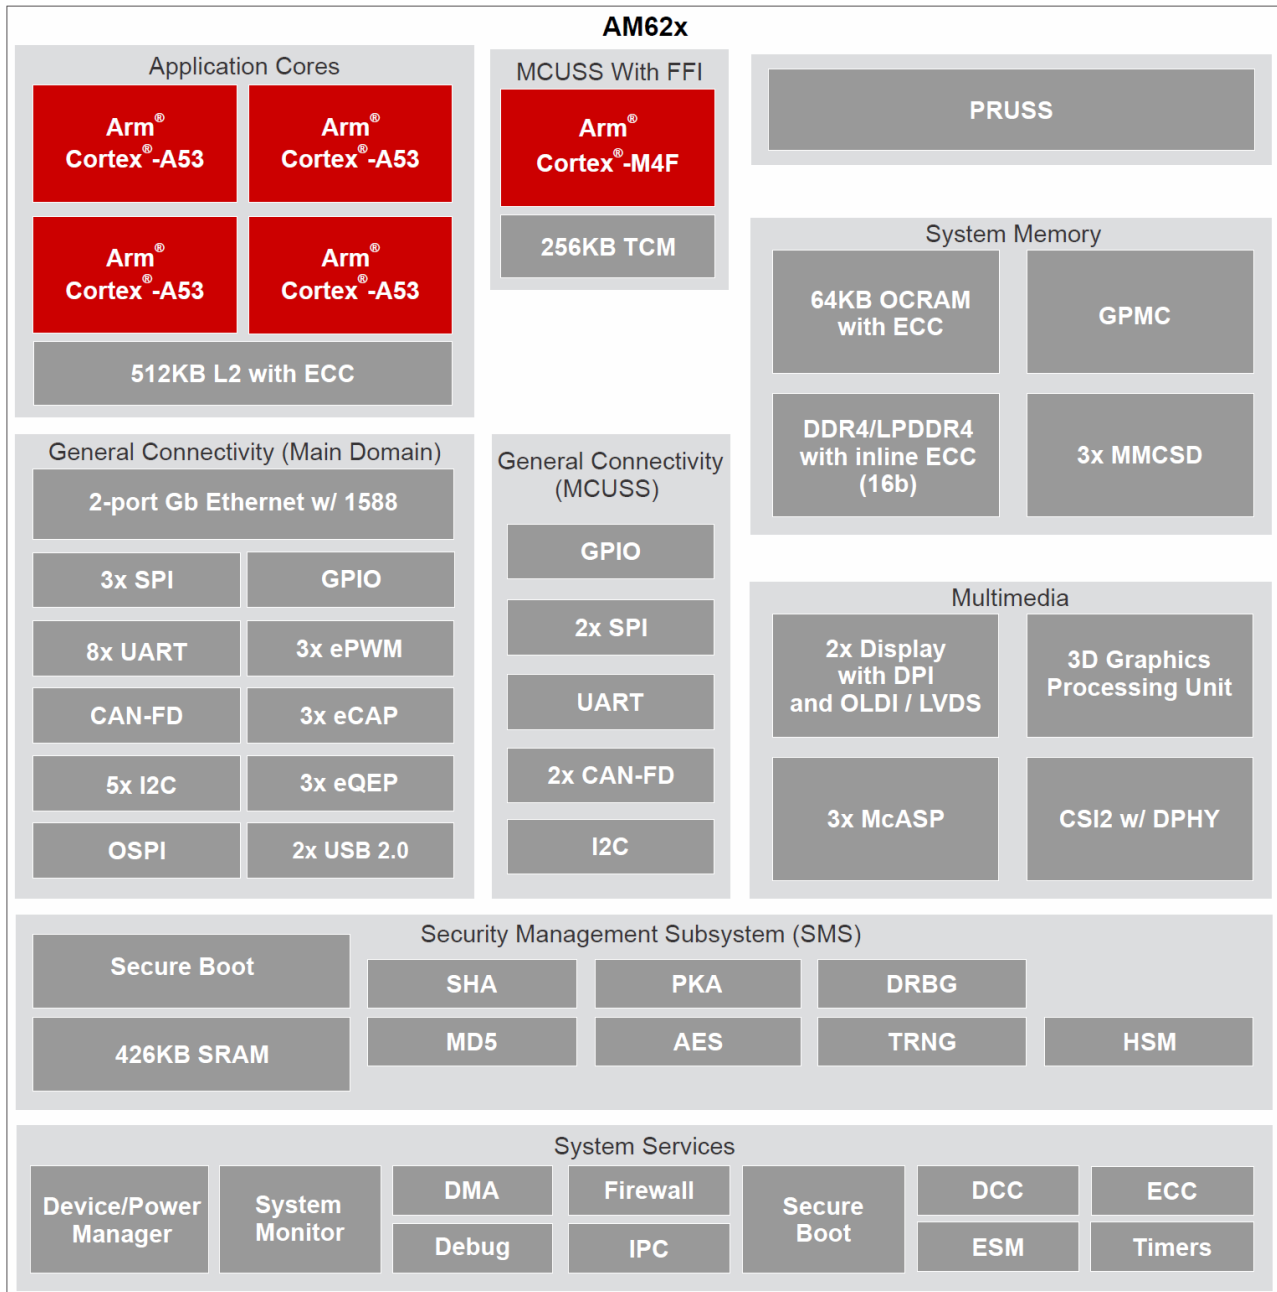 AM62x
Application Cores
Arm®
Cortex®-A53
Arm®
Cortex®-A53
Arm®
Cortex®-A53
Arm®
Cortex®-A53
512KB L2 with ECC
MCUSS With FFI
Arm®
Cortex®-M4F
256KB TCM
PRUSS
System Memory
64KB OCRAM
with ECC
GPMC
DDR4/LPDDR4
with inline ECC
(16b)
3x MMCSD
General Connectivity (Main Domain)
2-port Gb Ethernet w/ 1588
3x SPI
GPIO
8x UART
3x ePWM
CAN-FD
3x eCAP
5x I2C
3x eQEP
OSPI
2x USB 2.0
General Connectivity
(MCUSS)
GPIO
2x SPI
UART
2x CAN-FD
I2C
Multimedia
2x Display
with DPI
and OLDI / LVDS
3D Graphics
Processing Unit
3x McASP
CSI2 w/ DPHY
Security Management Subsystem (SMS)
Secure Boot
SHA
PKA
DRBG
426KB SRAM
MD5
AES
TRNG
HSM
System Services
Device/Power
Manager
System
Monitor
DMA
Debug
Firewall
IPC
Secure
Boot
DCC
ESM
ECC
Timers